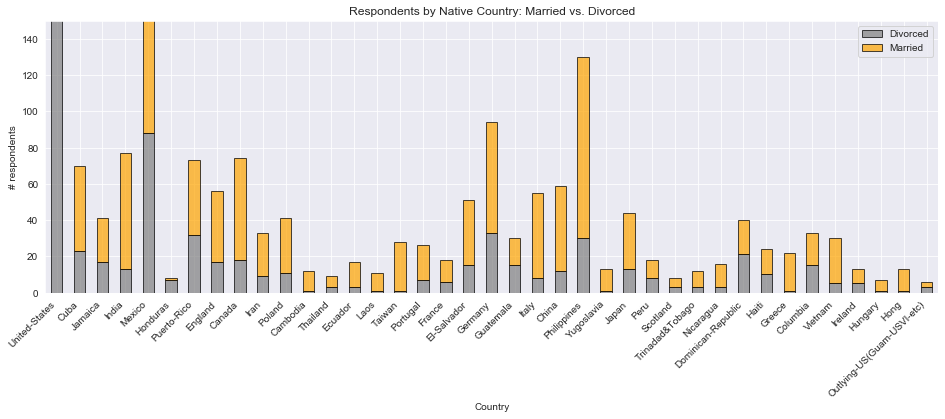 Respondents by Native Country: Married vs. Divorced
Divorced
Married
# respondents
140
120
100
80
60
40
20
0
United-States
Cuba
Jamaica
India
Mexico
Honduras
Puerto-Rico
England
Canada
Iran
Poland
Cambodia
Thailand
Ecuador
Laos
Taiwan
Portugal
France
El-Salvador
Germany
Guatemala
Italy
China
Philippines
Yugoslavia
Japan
Peru
Scotland
Trinadad&Tobago
Nicaragua
Dominican-Republic
Haiti
Greece
Columbia
Vietnam
Ireland
Hungary
Hong
Outlying-US(Guam-USVI-etc)
Country